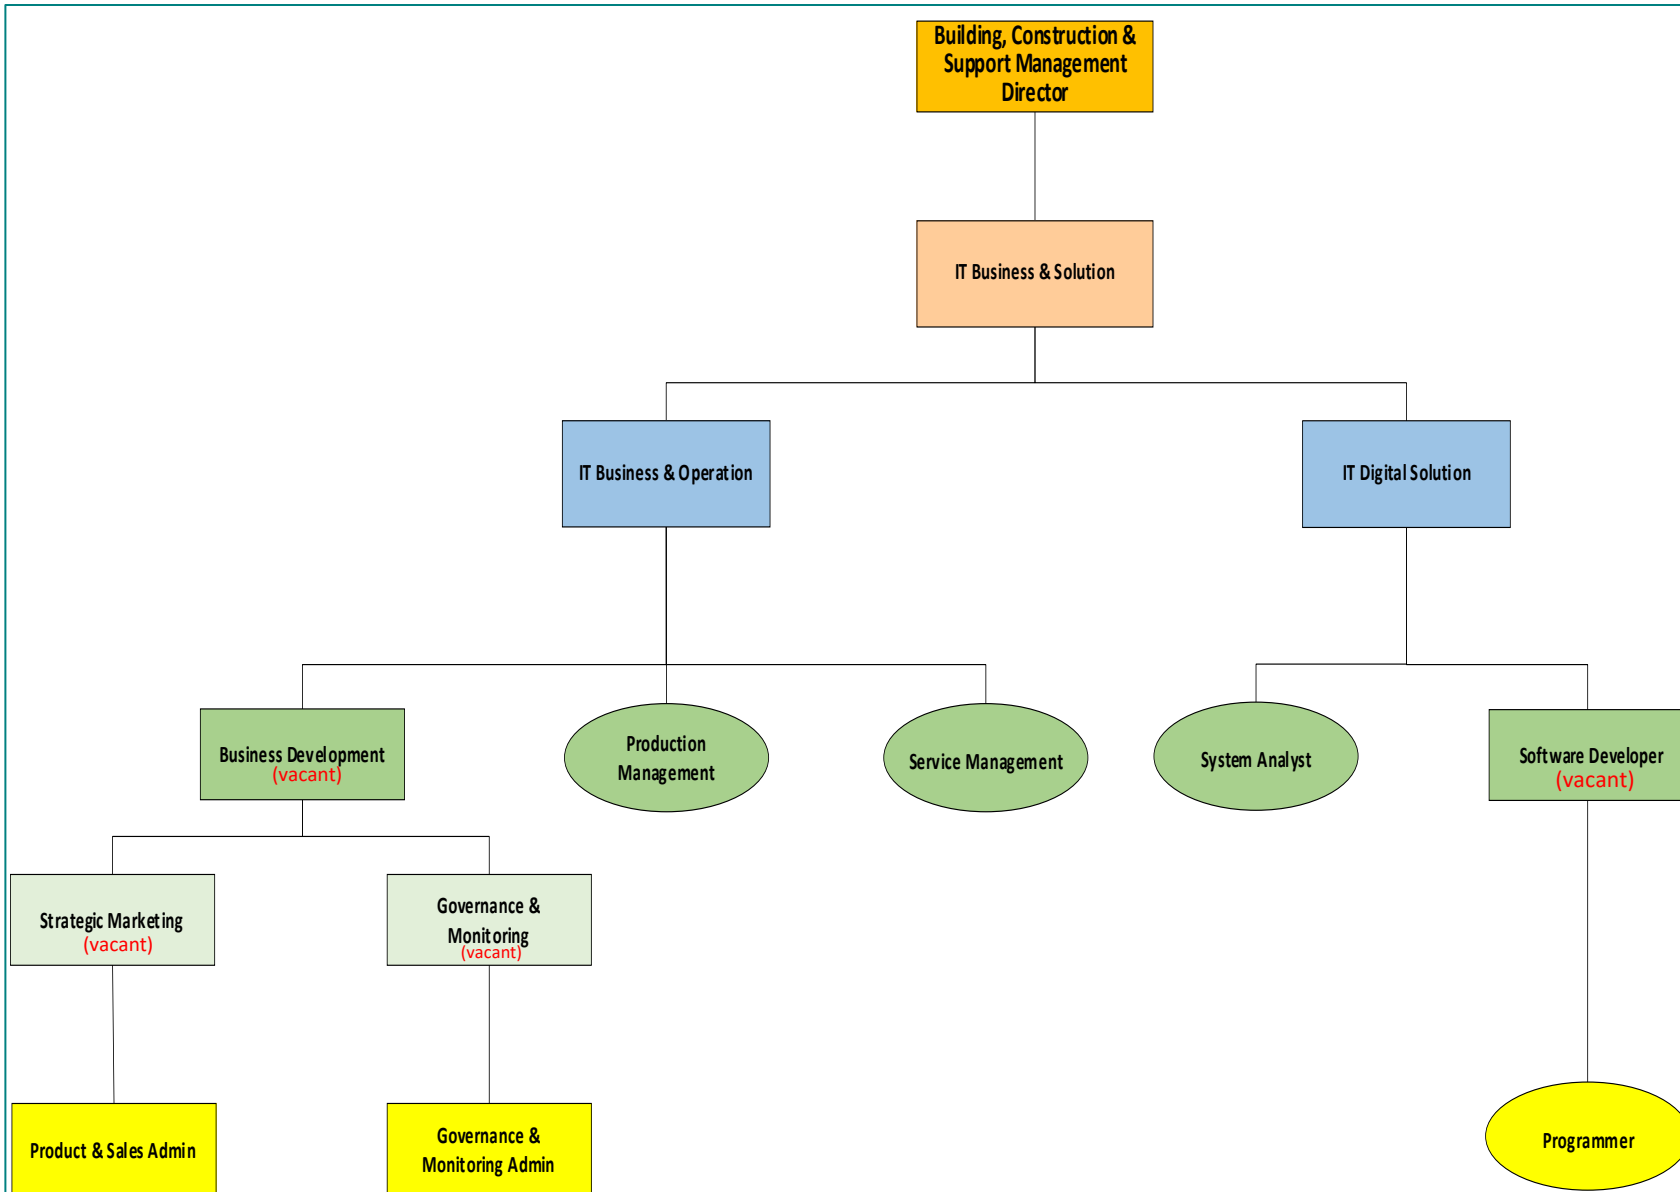 Building, Construction &
Support Management
Director
IT Business & Solution
IT Business & Operation
IT Digital Solution
Business Development
(vacant)
Production
Management
Service Management
System Analyst
Software Developer
(vacant)
Strategic Marketing
(vacant)
Governance &
Monitoring
(vacant)
Product & Sales Admin
Governance &
Monitoring Admin
Programmer